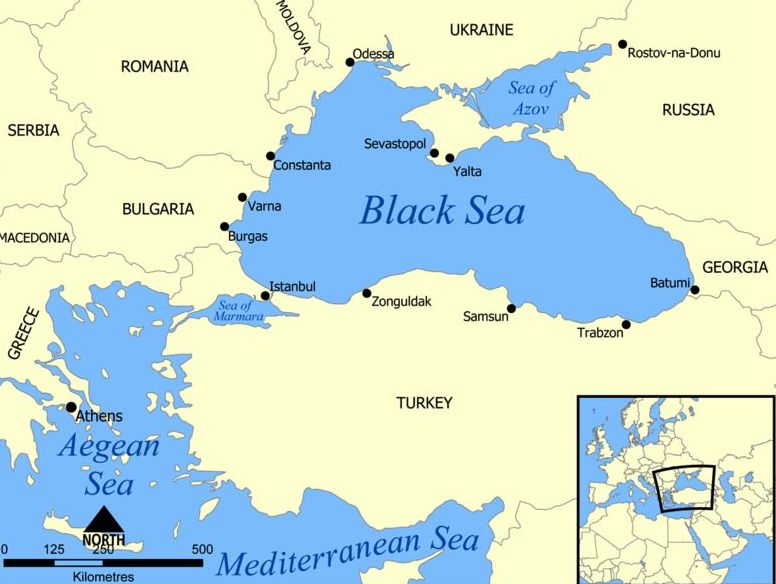 MOLDOVA
UKRAINE
Odessa
Rostov-na-Donu
ROMANIA
Sea of
Azov
RUSSIA
SERBIA
Sevastopol
Constanta
Yalta
BULGARIA
Varna
Black Sea
MACEDONIA
Burgas
GEORGIA
Istanbul
Batumi
Sea of
Marmara
Zonguldak
Samsun
Trabzon
GREECE
TURKEY
Athens
Aegean
Sea
NORTH
0 125 250 500
Kilometres
Mediterranean Sea